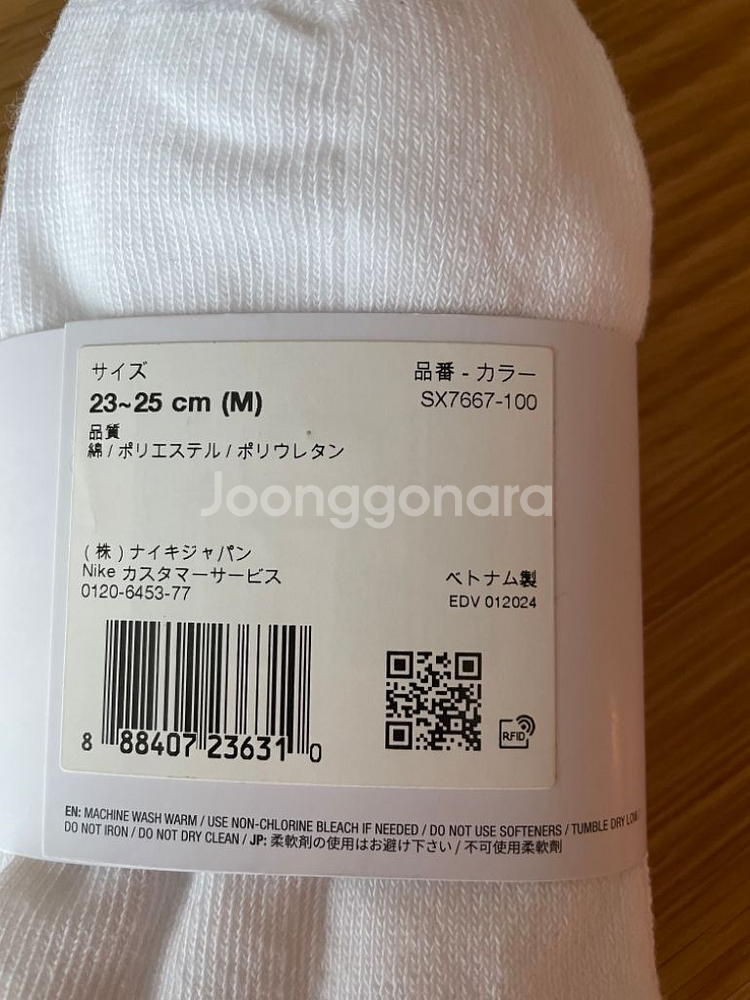 サイズ
23~25 cm (M)
品質
綿 / ポリエステル / ポリウレタン
品番 - カラー
SX7667-100
Joonggonara
(株)ナイキジャパン
Nike カスタマーサービス
0120-6453-77
ベトナム製
EDV 012024
8 88407 23631 0
RFID
EN: MACHINE WASH WARM / USE NON-CHLORINE BLEACH IF NEEDED / DO NOT USE SOFTENERS / TUMBLE DRY LOW
DO NOT IRON / DO NOT DRY CLEAN / JP: 柔軟剤の使用はお避け下さい / 不可使用柔軟劑